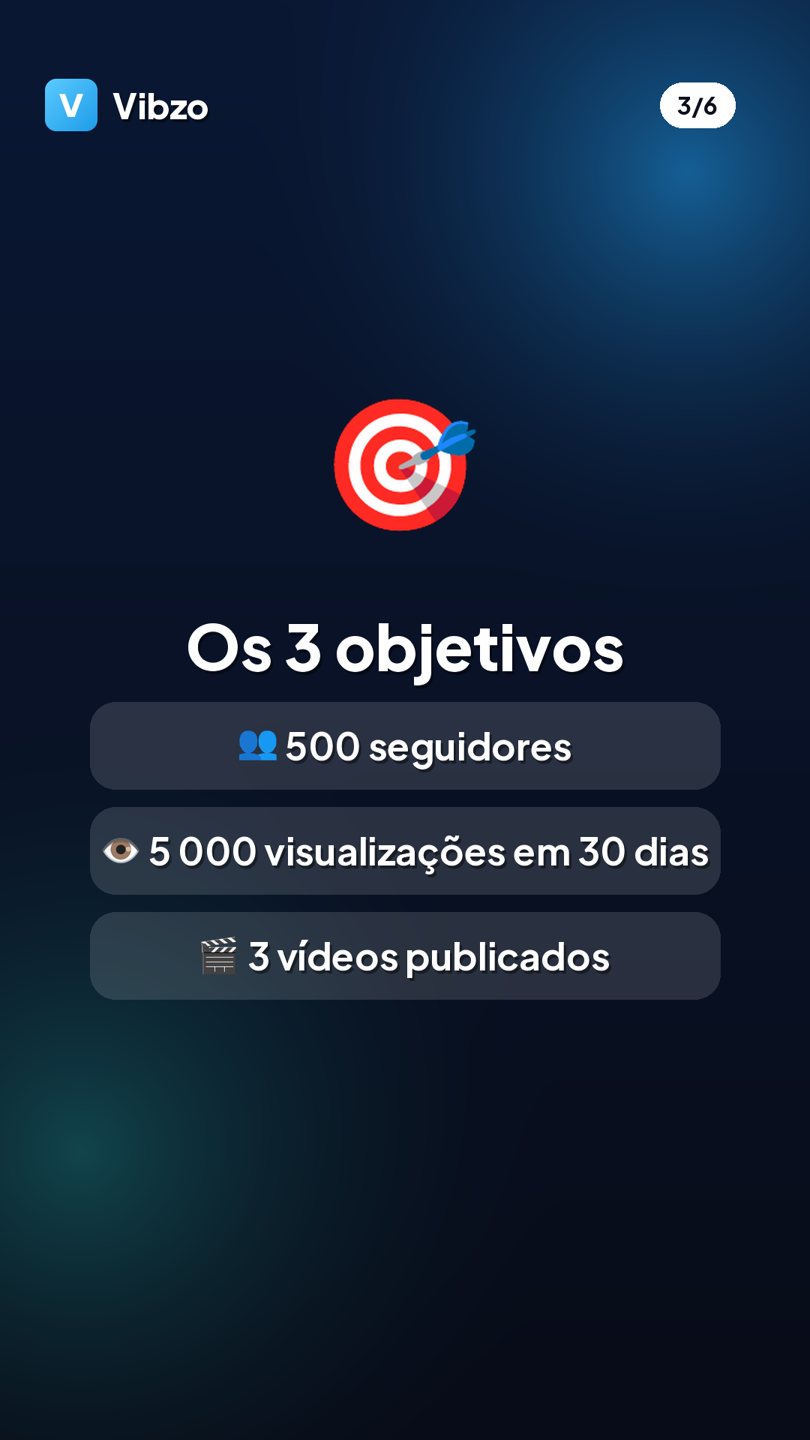 V Vibzo
3/6
Os 3 objetivos
👥 500 seguidores
👁️ 5 000 visualizações em 30 dias
🎬 3 vídeos publicados